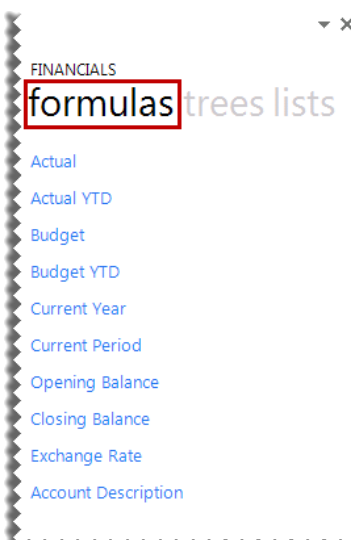 FINANCIALS
formulas trees lists
Actual
Actual YTD
Budget
Budget YTD
Current Year
Current Period
Opening Balance
Closing Balance
Exchange Rate
Account Description